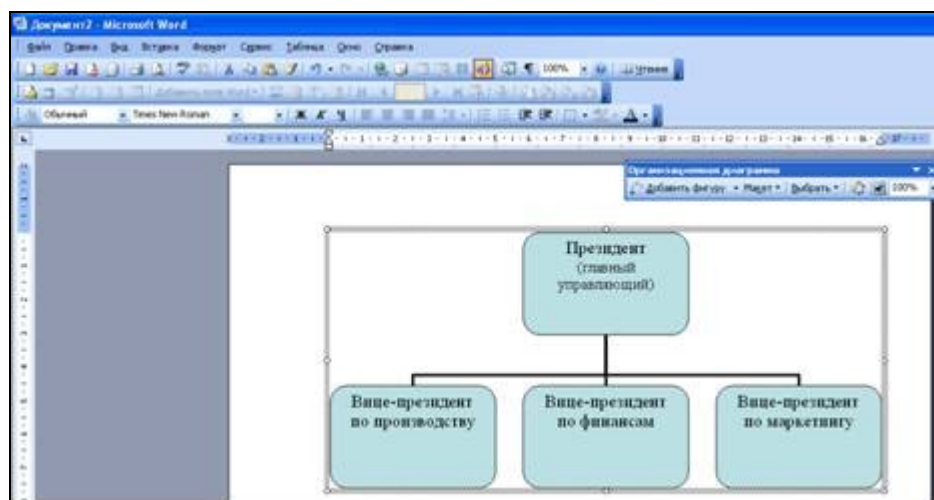 Документ2 - Microsoft Word
Файл Правка Вид Вставка Формат Сервис Таблица Окно Справка
100% Чтение
Обычный Times New Roman Ж К Ч
Организационная диаграмма
Добавить фигуру Макет Выбрать 100%
Президент
(главный
управляющий)
Вице-президент
по производству
Вице-президент
по финансам
Вице-президент
по маркетингу